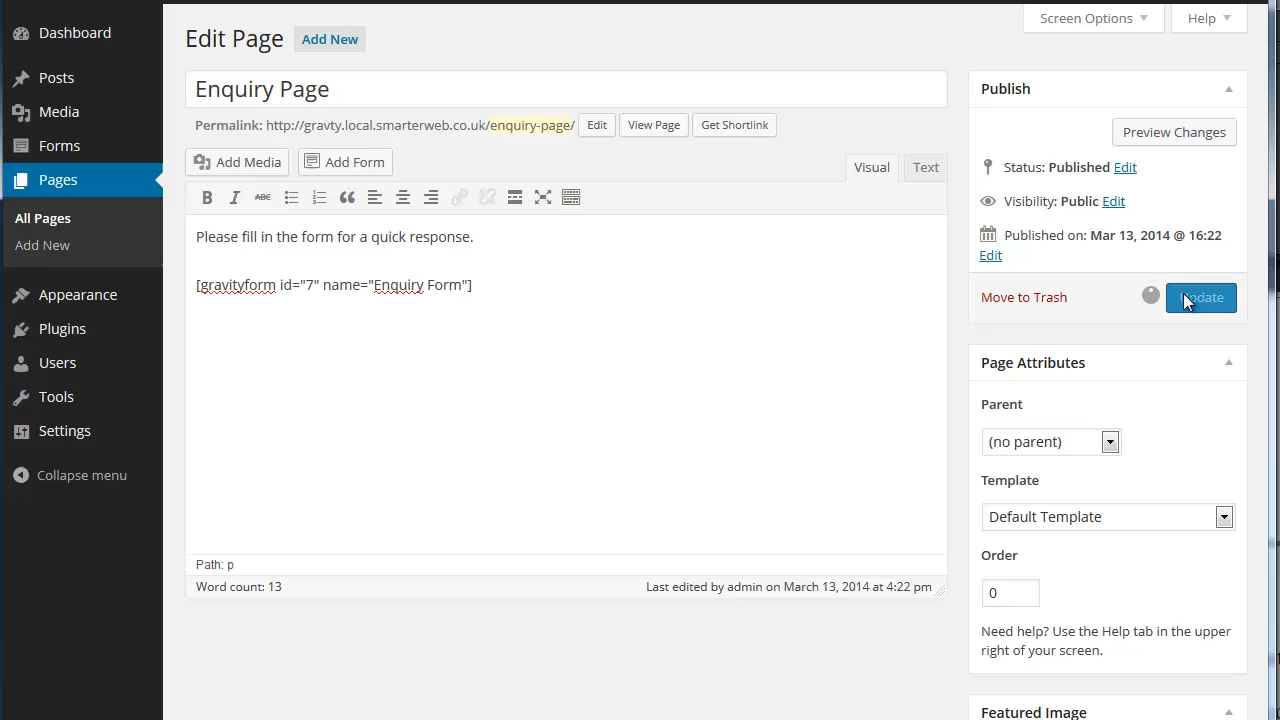 Dashboard
Posts
Media
Forms
Pages
All Pages
Add New
Appearance
Plugins
Users
Tools
Settings
Collapse menu
Screen Options
Help
Edit Page
Add New
Enquiry Page
Permalink: http://gravty.local.smarterweb.co.uk/enquiry-page/
Edit
View Page
Get Shortlink
Add Media
Add Form
Visual
Text
B
I
ABC
Please fill in the form for a quick response.
[gravityform id="7" name="Enquiry Form"]
Path: p
Word count: 13
Last edited by admin on March 13, 2014 at 4:22 pm
Publish
Preview Changes
Status: Published Edit
Visibility: Public Edit
Published on: Mar 13, 2014 @ 16:22
Edit
Move to Trash
Update
Page Attributes
Parent
(no parent)
Template
Default Template
Order
0
Need help? Use the Help tab in the upper
right of your screen.
Featured Image